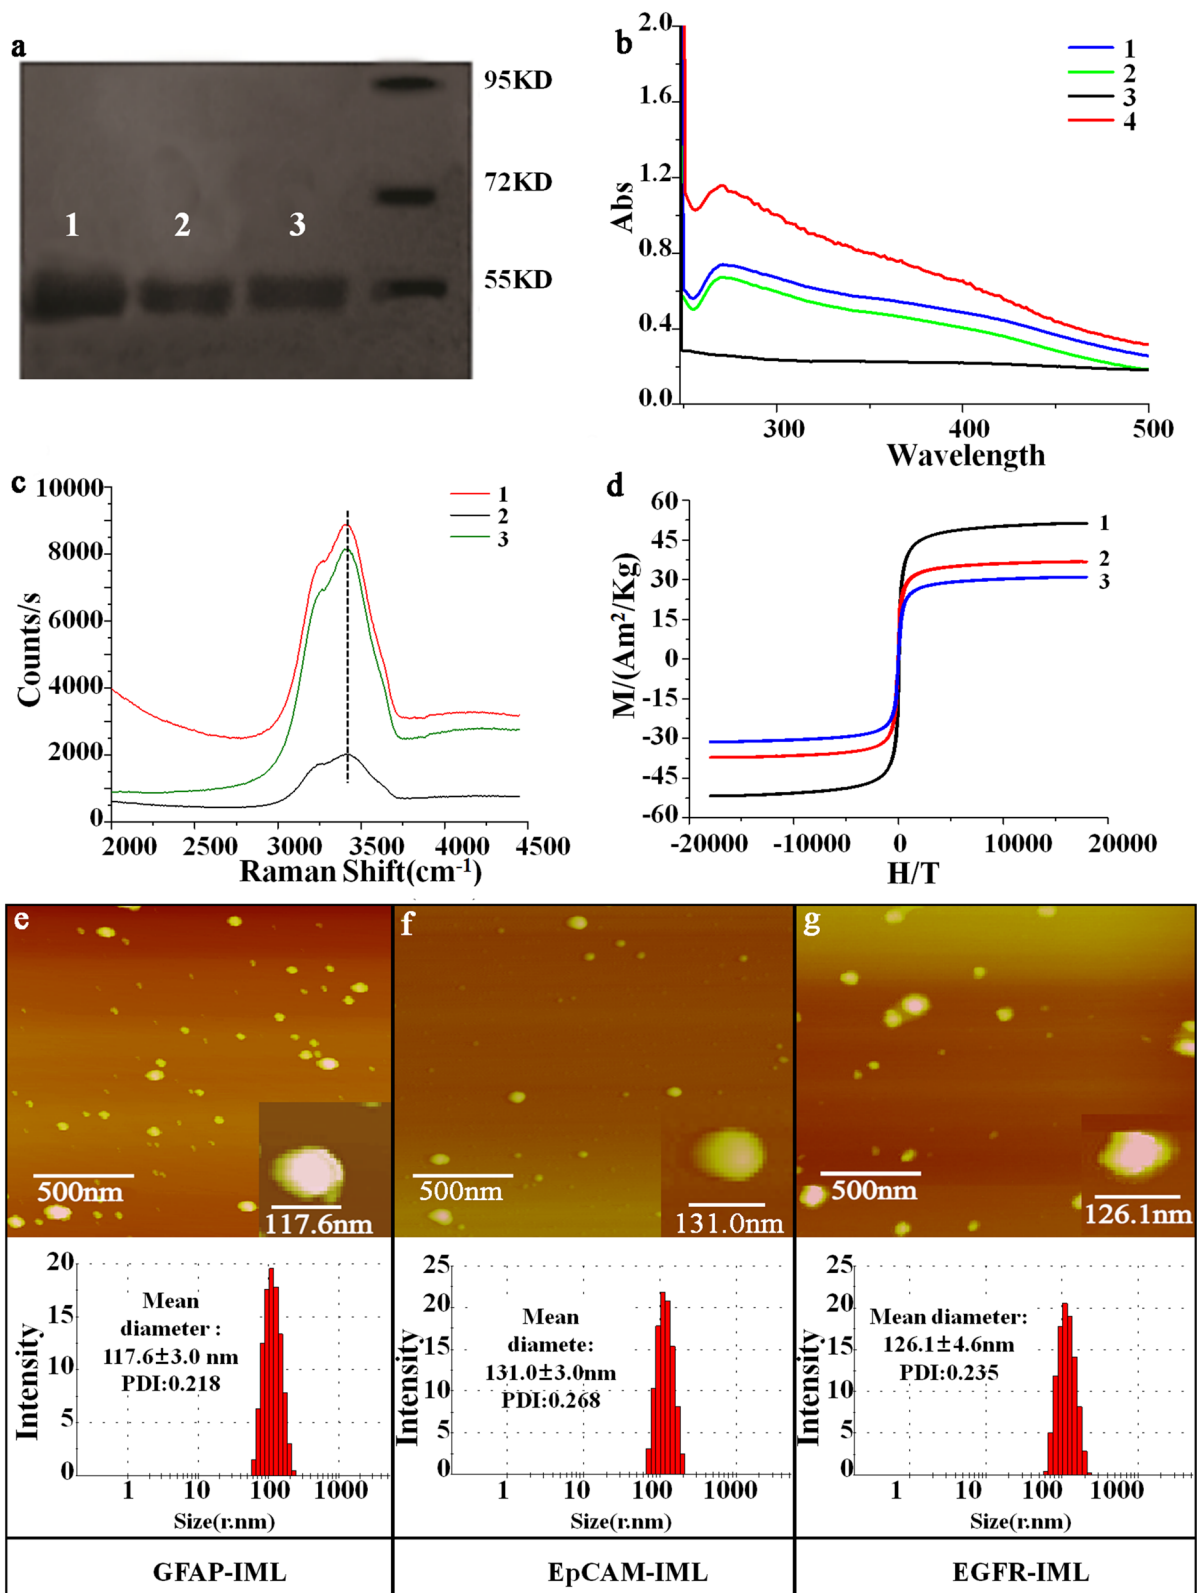 a
1
2
3
95KD
72KD
55KD
b
2.0
1.6
1.2
0.8
0.4
0.0
Abs
1
2
3
4
300
400
500
Wavelength
c
10000
8000
6000
4000
2000
0
Counts/s
1
2
3
2000
2500
3000
3500
4000
4500
Raman Shift(cm⁻¹)
d
60
45
30
15
0
-15
-30
-45
-60
M/(Am²/Kg)
1
2
3
-20000
-10000
0
10000
20000
H/T
e
500nm
117.6nm
f
500nm
131.0nm
g
500nm
126.1nm
20
15
10
5
0
Intensity
Mean
diameter :
117.6±3.0 nm
PDI:0.218
1
10
100
1000
Size(r.nm)
25
20
15
10
5
0
Intensity
Mean
diamete:
131.0±3.0nm
PDI:0.268
1
10
100
1000
Size(r.nm)
25
20
15
10
5
0
Intensity
Mean diameter:
126.1±4.6nm
PDI:0.235
1
10
100
1000
Size(r.nm)
GFAP-IML
EpCAM-IML
EGFR-IML